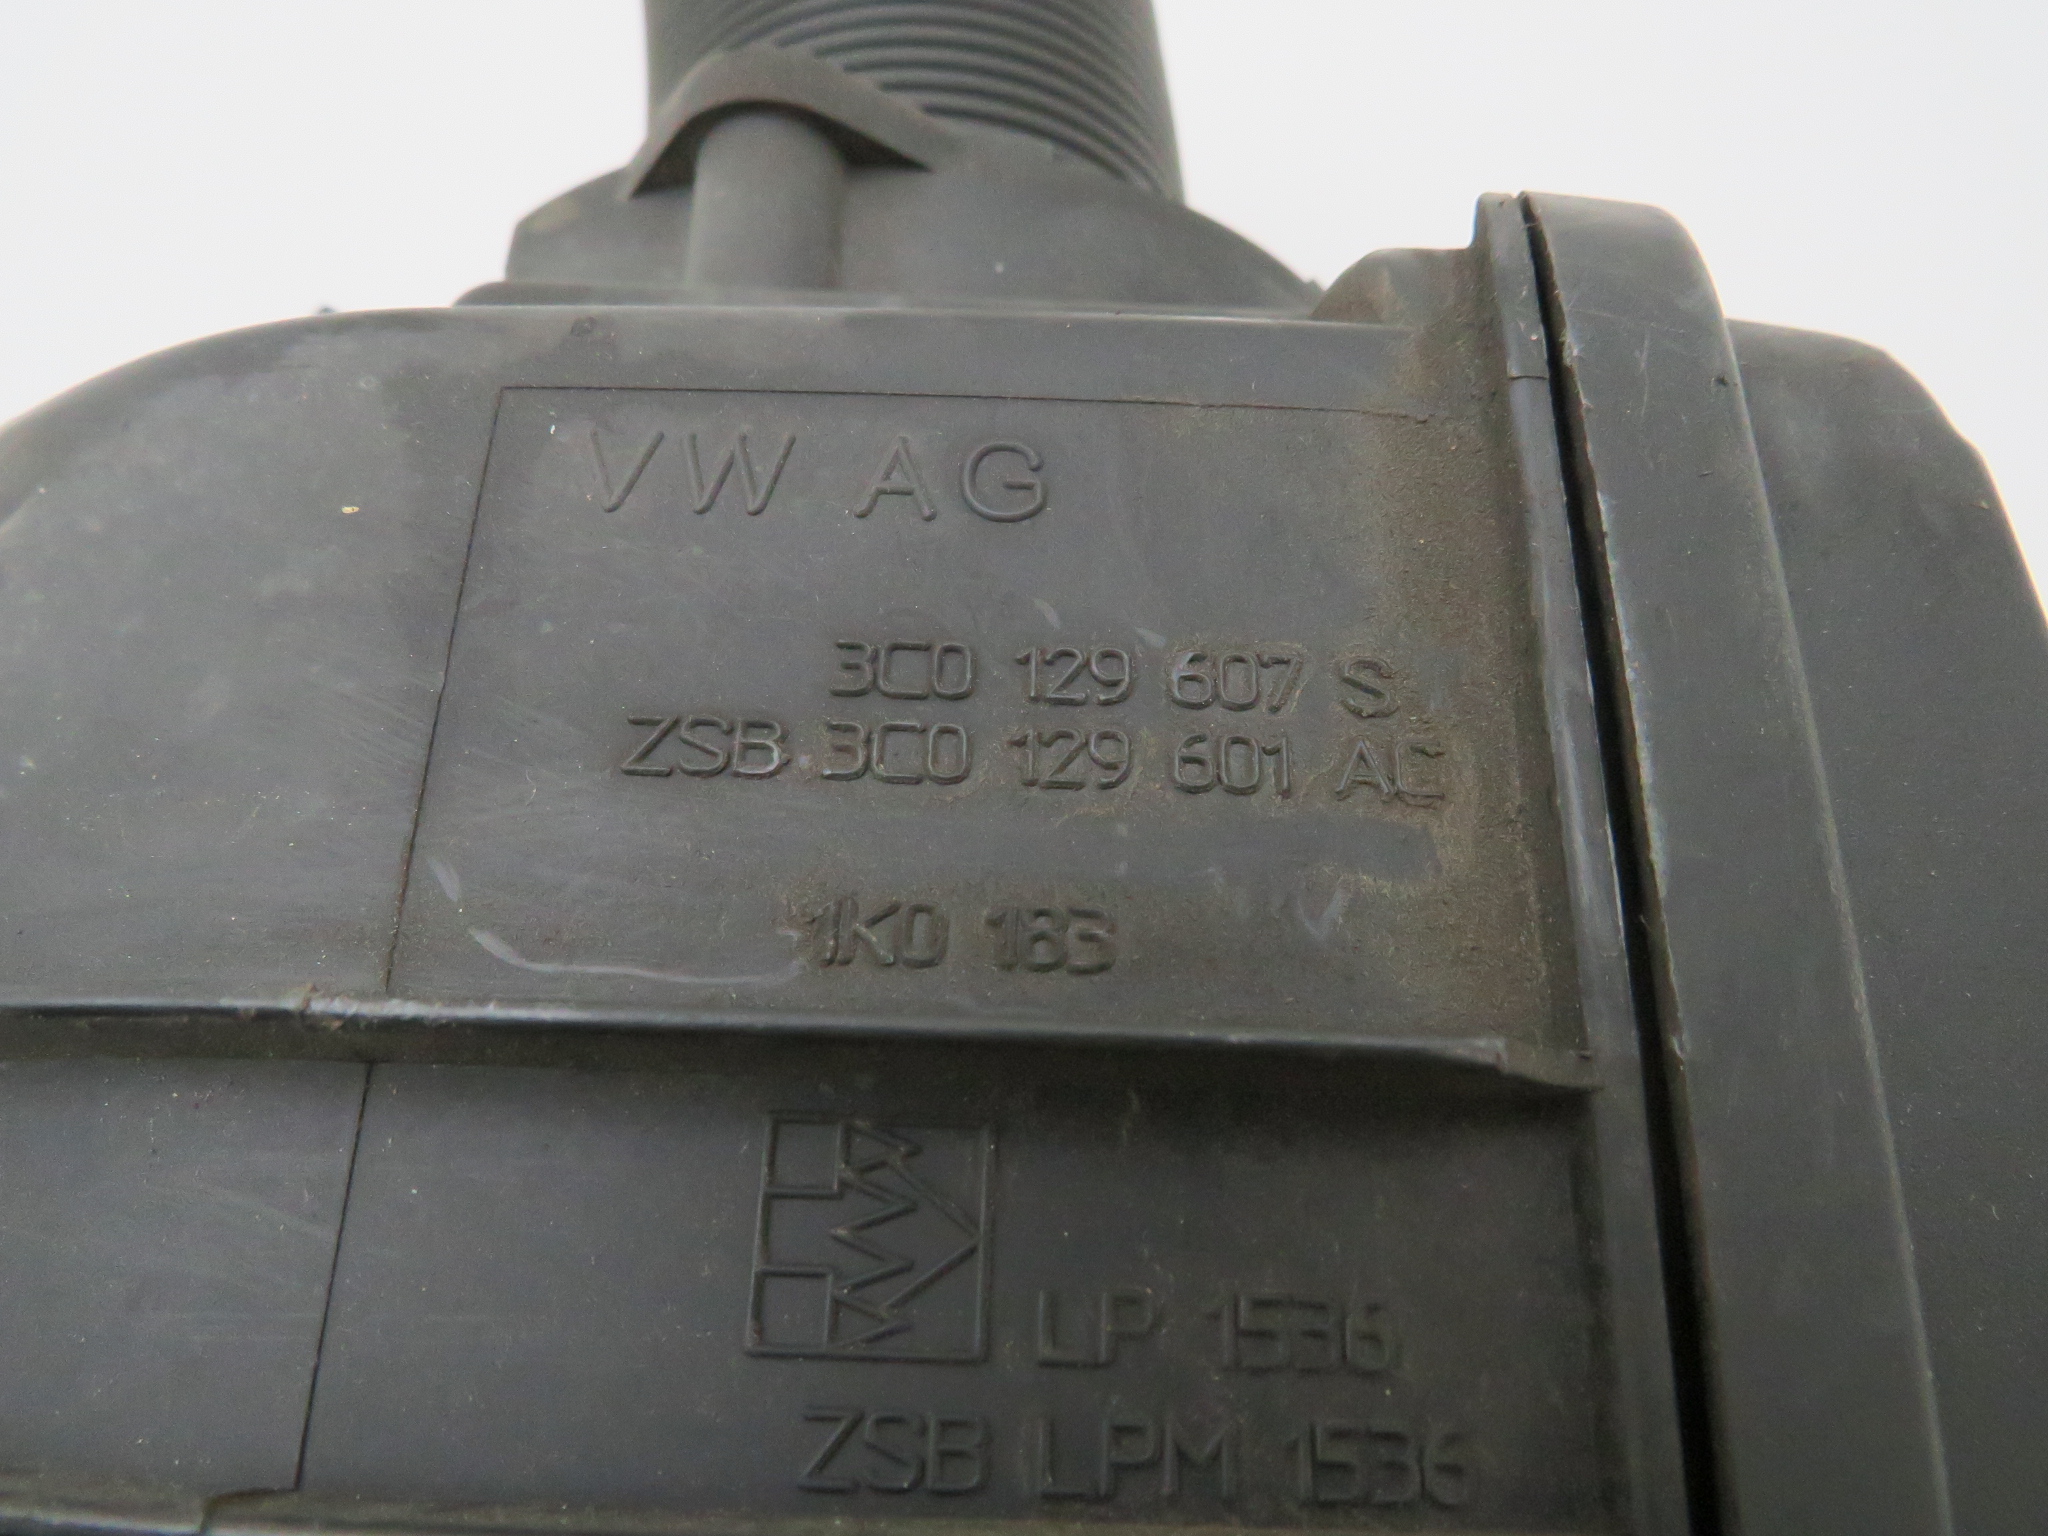 VW AG
3C0 129 607 S
ZSB 3C0 129 601 AC
1K0 183
LP 1536
ZSB LPM 1536